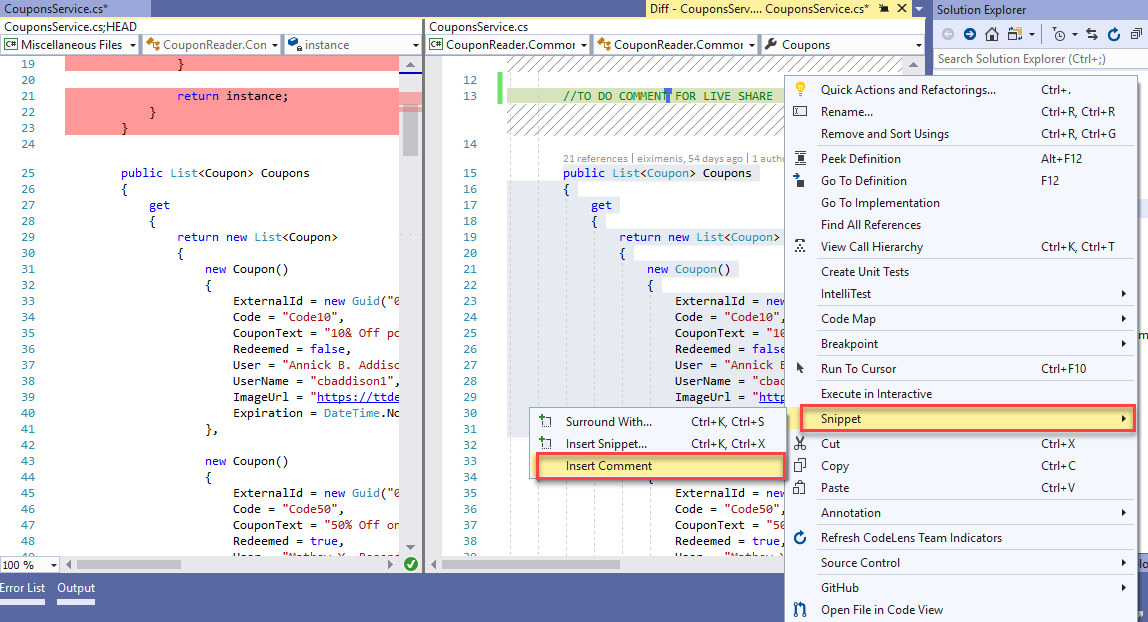 CouponsService.cs*
Diff - CouponsServ.... CouponsService.cs*
Solution Explorer
CouponsService.cs;HEAD
CouponsService.cs
C# Miscellaneous Files
CouponReader.Con
instance
C# CouponReader.Commor
CouponReader.Commor
Coupons
Search Solution Explorer (Ctrl+;)
19 }
20
21 return instance;
22 }
23 }
24
25 public List<Coupon> Coupons
26 {
27 get
28 {
29 return new List<Coupon>
30 {
31 new Coupon()
32 {
33 ExternalId = new Guid("0
34 Code = "Code10",
35 CouponText = "10& Off po
36 Redeemed = false,
37 User = "Annick B. Addiso
38 UserName = "cbaddison1",
39 ImageUrl = "https://ttde
40 Expiration = DateTime.No
41 },
42
43 new Coupon()
44 {
45 ExternalId = new Guid("0
46 Code = "Code50",
47 CouponText = "50% Off on
48 Redeemed = true,
12
13 //TO DO COMMENT FOR LIVE SHARE
14
21 references | eiximenis, 54 days ago | 1 auth
15 public List<Coupon> Coupons
16 {
17 get
18 {
19 return new List<Coupon>
20 {
21 new Coupon()
22 {
23 ExternalId = new
24 Code = "Code10",
25 CouponText = "10
26 Redeemed = false
27 User = "Annick B
28 UserName = "cbad
29 ImageUrl = "http
30
31
32
33
34 {
35 ExternalId = new
36 Code = "Code50",
37 CouponText = "50
38 Redeemed = true,
Quick Actions and Refactorings... Ctrl+.
Rename... Ctrl+R, Ctrl+R
Remove and Sort Usings Ctrl+R, Ctrl+G
Peek Definition Alt+F12
Go To Definition F12
Go To Implementation
Find All References
View Call Hierarchy Ctrl+K, Ctrl+T
Create Unit Tests
IntelliTest
Code Map
Breakpoint
Run To Cursor Ctrl+F10
Execute in Interactive
Snippet
Cut Ctrl+X
Copy Ctrl+C
Paste Ctrl+V
Annotation
Refresh CodeLens Team Indicators
Source Control
GitHub
Open File in Code View
Surround With... Ctrl+K, Ctrl+S
Insert Snippet... Ctrl+K, Ctrl+X
Insert Comment
100 %
Error List
Output